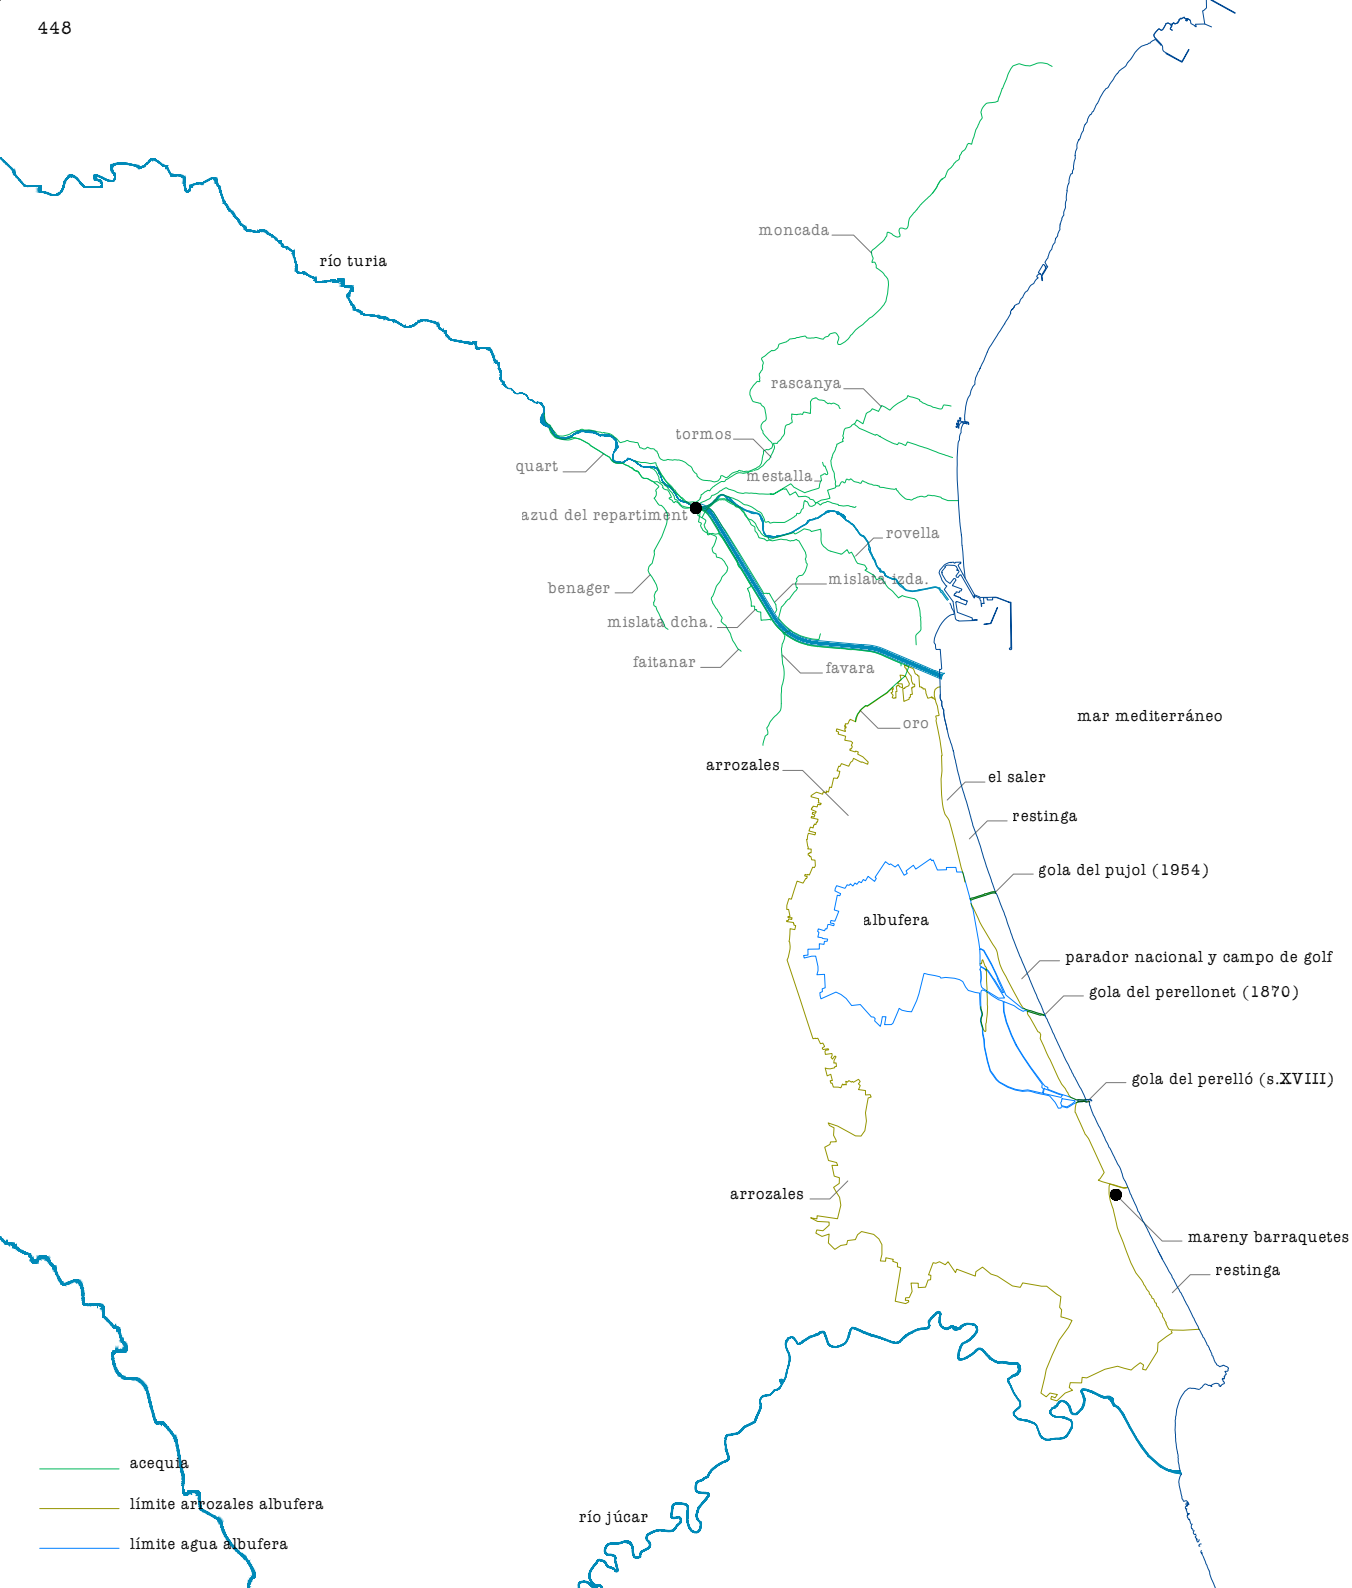 448
río turia
moncada
rascanya
tormos
quart
mestalla
azud del repartiment
rovella
benager
mislata izda.
mislata dcha.
faitanar
favara
mar mediterráneo
oro
arrozales
el saler
restinga
gola del pujol (1954)
albufera
parador nacional y campo de golf
gola del perellonet (1870)
gola del perelló (s.XVIII)
arrozales
mareny barraquetes
restinga
acequia
límite arrozales albufera
río júcar
límite agua albufera